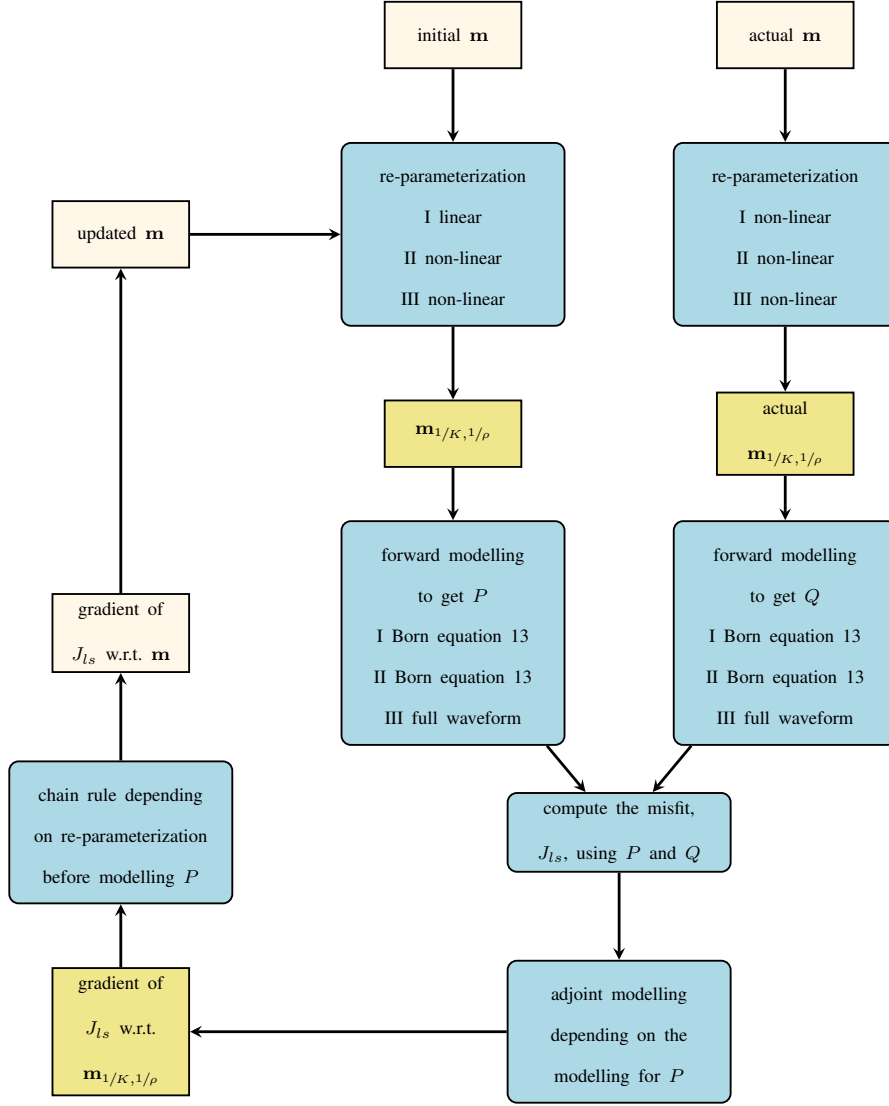 initial m
actual m
re-parameterization
I linear
II non-linear
III non-linear
re-parameterization
I non-linear
II non-linear
III non-linear
updated m
m1/K,1/ρ
actual
m1/K,1/ρ
forward modelling
to get P
I Born equation 13
II Born equation 13
III full waveform
forward modelling
to get Q
I Born equation 13
II Born equation 13
III full waveform
gradient of
Jls w.r.t. m
chain rule depending
on re-parameterization
before modelling P
compute the misfit,
Jls, using P and Q
gradient of
Jls w.r.t.
m1/K,1/ρ
adjoint modelling
depending on the
modelling for P